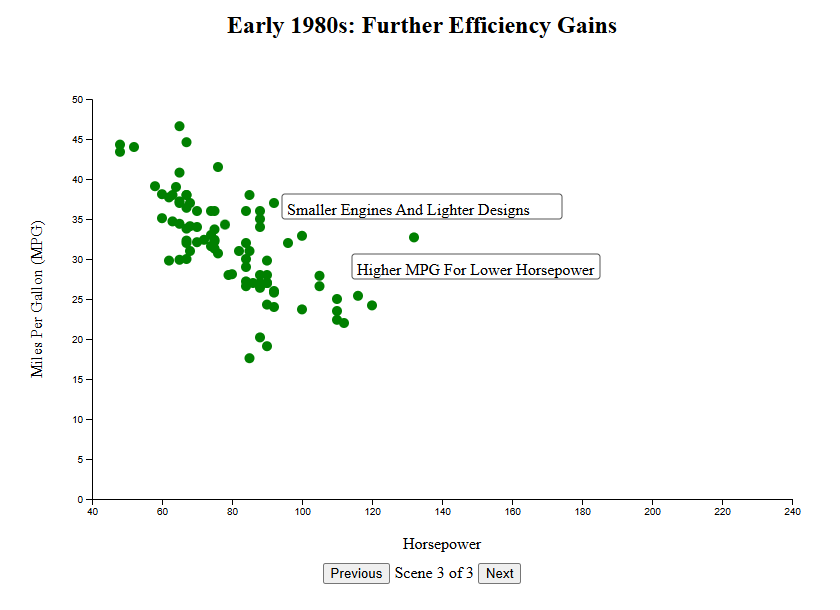 Early 1980s: Further Efficiency Gains
50
45
40
35
30
25
20
15
10
5
0
Miles Per Gallon (MPG)
Smaller Engines And Lighter Designs
Higher MPG For Lower Horsepower
40 60 80 100 120 140 160 180 200 220 240
Horsepower
Previous Scene 3 of 3 Next